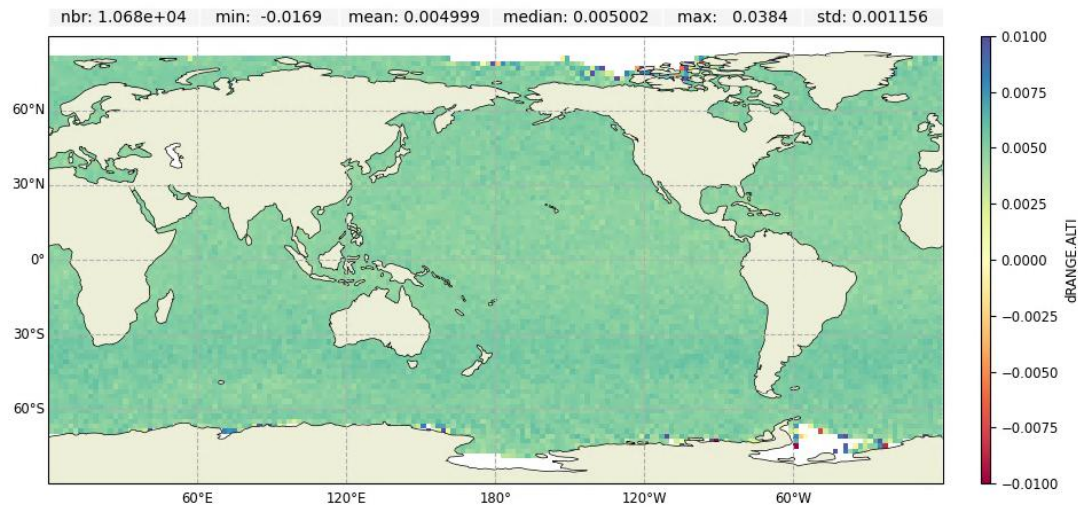 nbr: 1.068e+04 min: -0.0169 mean: 0.004999 median: 0.005002 max: 0.0384 std: 0.001156
0.0100
0.0075
0.0050
0.0025
0.0000
−0.0025
−0.0050
−0.0075
−0.0100
dRANGE.ALTI
60°N
30°N
0°
30°S
60°S
60°E 120°E 180° 120°W 60°W